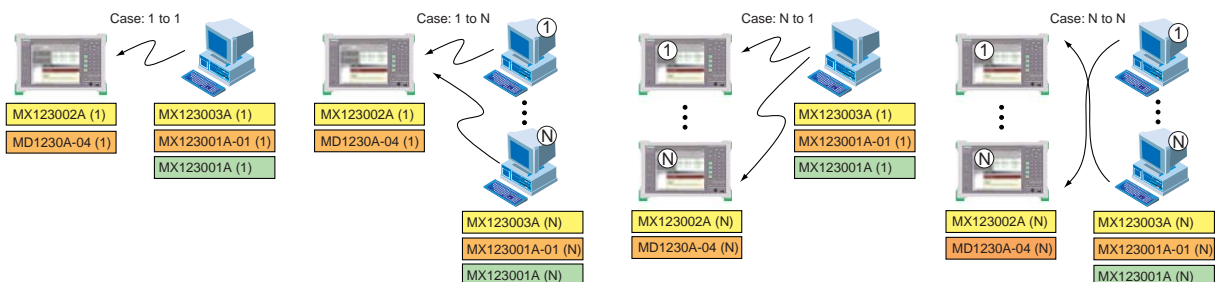 Case: 1 to 1
MX123002A (1)
MD1230A-04 (1)
MX123003A (1)
MX123001A-01 (1)
MX123001A (1)
Case: 1 to N
1
N
MX123002A (1)
MD1230A-04 (1)
MX123003A (N)
MX123001A-01 (N)
MX123001A (N)
Case: N to 1
1
N
MX123002A (N)
MD1230A-04 (N)
MX123003A (1)
MX123001A-01 (1)
MX123001A (1)
Case: N to N
1
N
1
N
MX123002A (N)
MD1230A-04 (N)
MX123003A (N)
MX123001A-01 (N)
MX123001A (N)